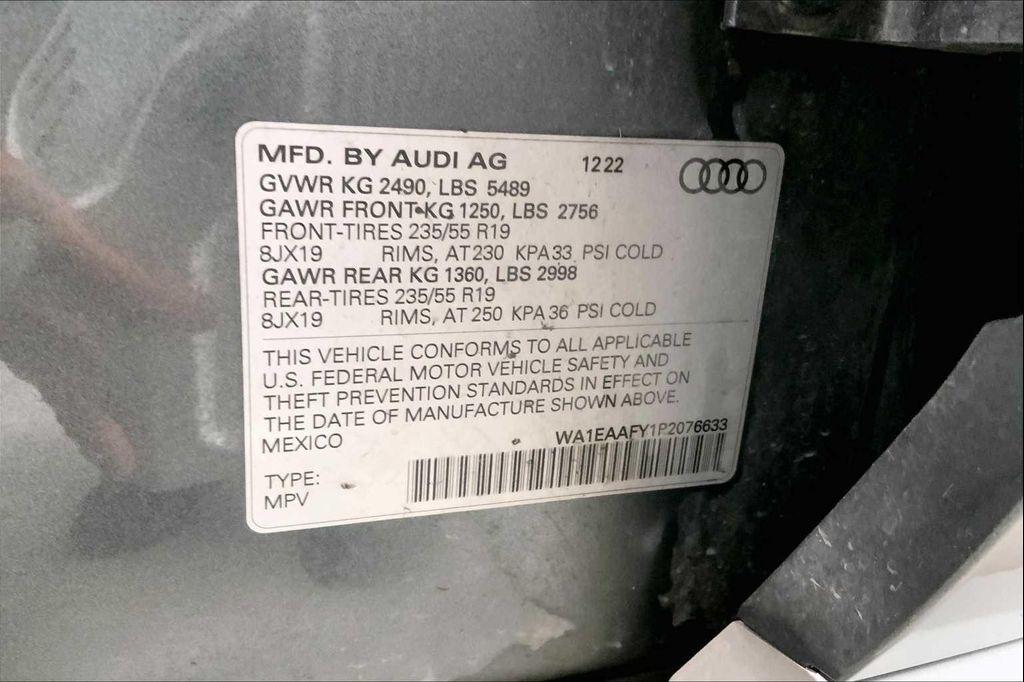 MFD. BY AUDI AG 1222
GVWR KG 2490, LBS 5489
GAWR FRONT-KG 1250, LBS 2756
FRONT-TIRES 235/55 R19
8JX19 RIMS, AT 230 KPA 33 PSI COLD
GAWR REAR KG 1360, LBS 2998
REAR-TIRES 235/55 R19
8JX19 RIMS, AT 250 KPA 36 PSI COLD
THIS VEHICLE CONFORMS TO ALL APPLICABLE
U.S. FEDERAL MOTOR VEHICLE SAFETY AND
THEFT PREVENTION STANDARDS IN EFFECT ON
THE DATE OF MANUFACTURE SHOWN ABOVE.
MEXICO WA1EAAFY1P2076633
TYPE:
MPV